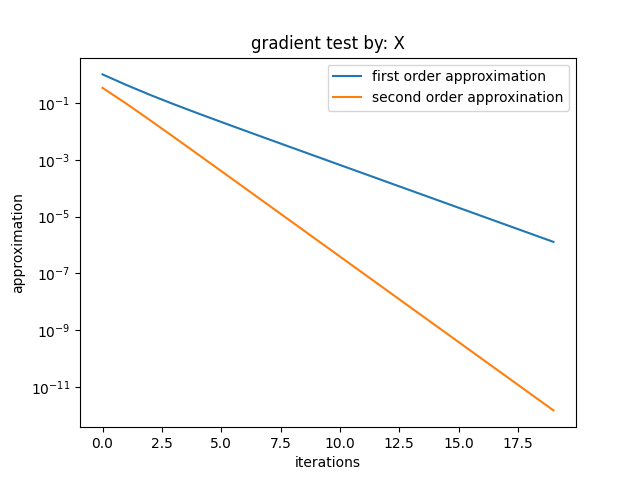 gradient test by: X
first order approximation
second order approxination
approximation
10⁻¹
10⁻³
10⁻⁵
10⁻⁷
10⁻⁹
10⁻¹¹
0.0 2.5 5.0 7.5 10.0 12.5 15.0 17.5
iterations